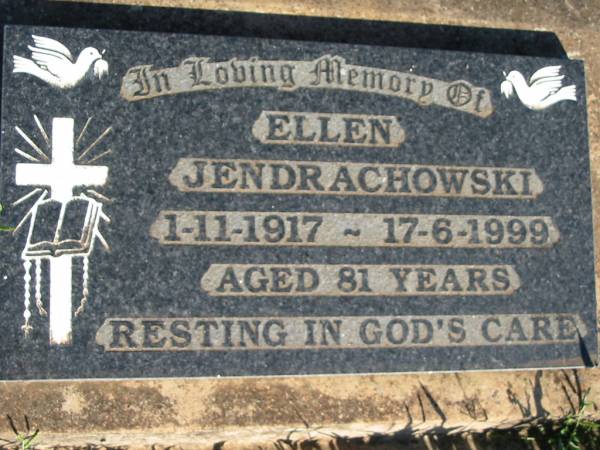 In Loving Memory Of
ELLEN
JENDRACHOWSKI
1-11-1917 ~ 17-6-1999
AGED 81 YEARS
RESTING IN GOD'S CARE